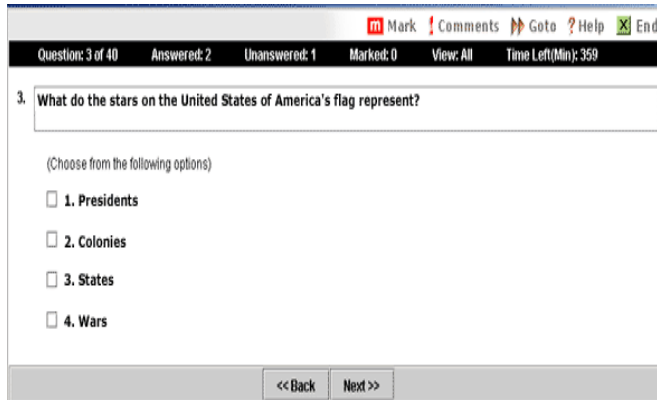 m Mark ! Comments Goto ? Help X End
Question: 3 of 40 Answered: 2 Unanswered: 1 Marked: 0 View: All Time Left(Min): 359
3. What do the stars on the United States of America's flag represent?
(Choose from the following options)
1. Presidents
2. Colonies
3. States
4. Wars
<< Back Next >>